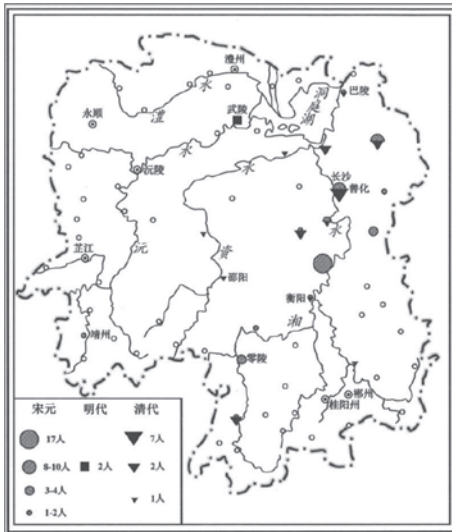 澧州
水
洞庭湖
巴陵
永顺
澧
武陵
水
沅陵
水
长沙
善化
水
沅
资
芷江
邵阳
衡阳
靖州
湘
零陵
郴州
桂阳州
宋元 明代 清代
17人 7人
8-10人 2人 2人
3-4人
1-2人 1人